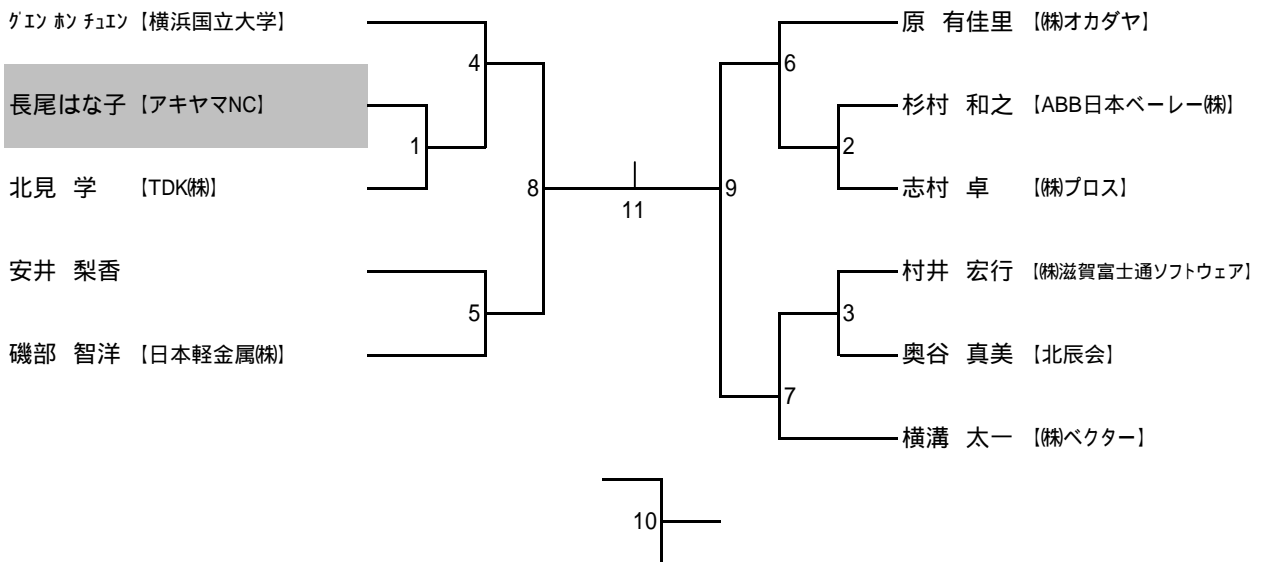 グエン ホン チュエン 【横浜国立大学】
4
長尾はな子 【アキヤマNC】
1
北見 学 【TDK㈱】
8
安井 梨香
5
磯部 智洋 【日本軽金属㈱】
11
原 有佳里 【㈱オカダヤ】
6
杉村 和之 【ABB日本ベーレー㈱】
2
志村 卓 【㈱プロス】
9
村井 宏行 【㈱滋賀富士通ソフトウェア】
3
奥谷 真美 【北辰会】
7
横溝 太一 【㈱ベクター】
10